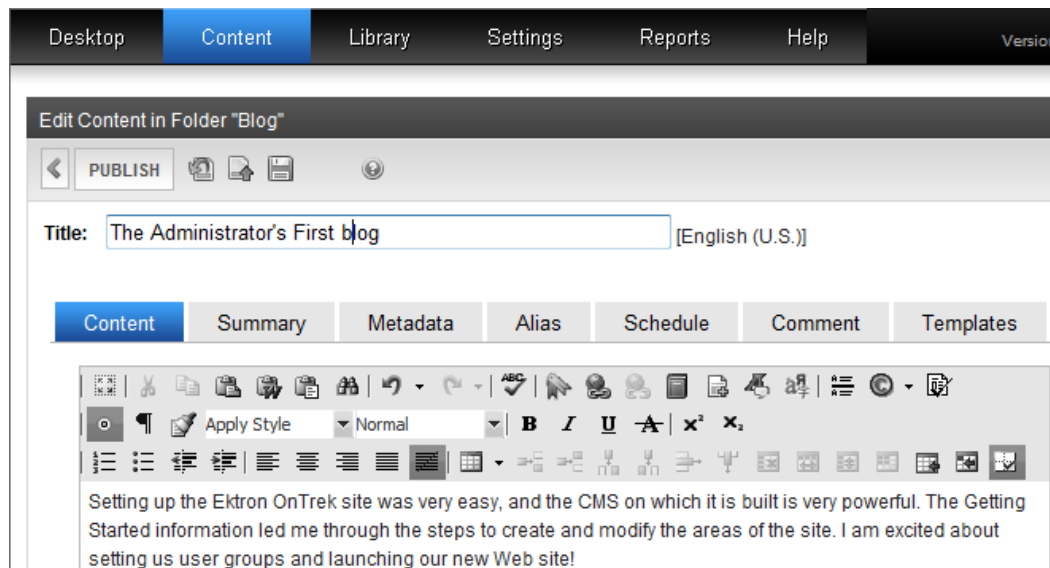 Desktop Content Library Settings Reports Help Version
Edit Content in Folder "Blog"
PUBLISH
Title: The Administrator's First blog [English (U.S.)]
Content Summary Metadata Alias Schedule Comment Templates
ABC
Apply Style Normal B I U A x² x₂
Setting up the Ektron OnTrek site was very easy, and the CMS on which it is built is very powerful. The Getting
Started information led me through the steps to create and modify the areas of the site. I am excited about
setting us user groups and launching our new Web site!